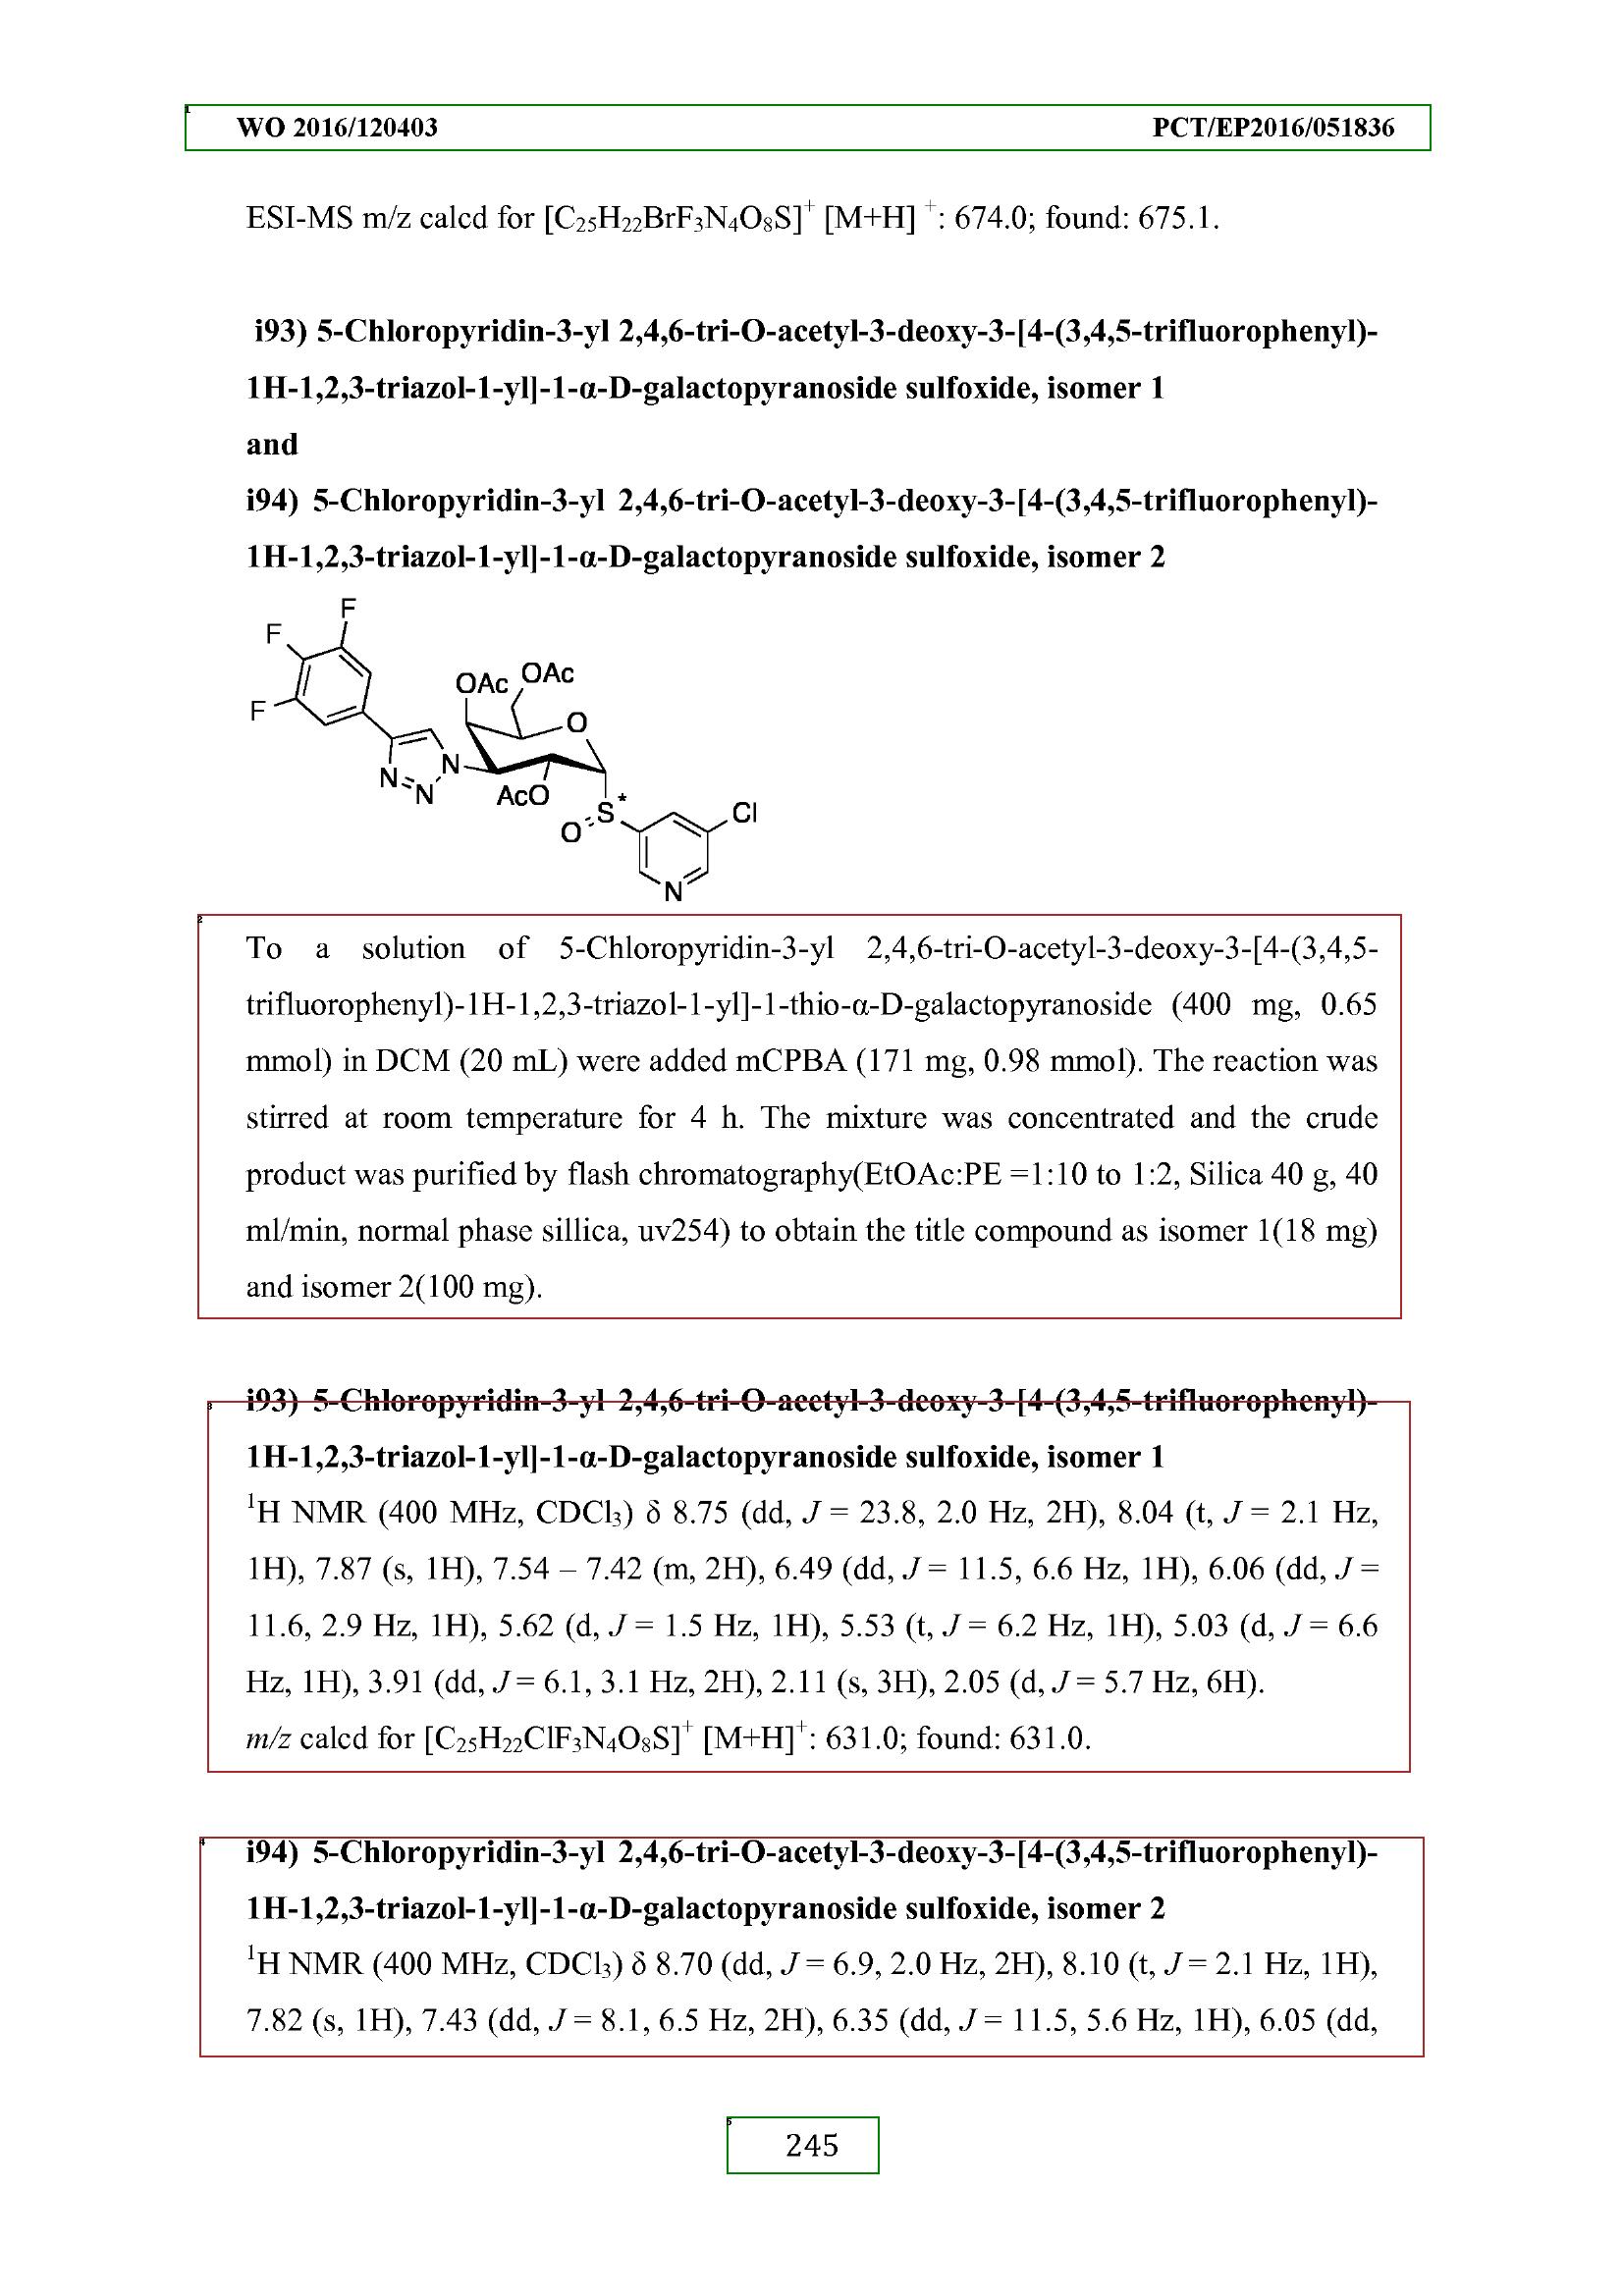 WO 2016/120403 PCT/EP2016/051836
ESI-MS m/z calcd for [C25H22BrF3N4O8S]+ [M+H] +: 674.0; found: 675.1.
i93) 5-Chloropyridin-3-yl 2,4,6-tri-O-acetyl-3-deoxy-3-[4-(3,4,5-trifluorophenyl)-
1H-1,2,3-triazol-1-yl]-1-α-D-galactopyranoside sulfoxide, isomer 1
and
i94) 5-Chloropyridin-3-yl 2,4,6-tri-O-acetyl-3-deoxy-3-[4-(3,4,5-trifluorophenyl)-
1H-1,2,3-triazol-1-yl]-1-α-D-galactopyranoside sulfoxide, isomer 2
F
F
F
OAc
OAc
O
N
N
N
AcO
S*
O
Cl
N
To a solution of 5-Chloropyridin-3-yl 2,4,6-tri-O-acetyl-3-deoxy-3-[4-(3,4,5-
trifluorophenyl)-1H-1,2,3-triazol-1-yl]-1-thio-α-D-galactopyranoside (400 mg, 0.65
mmol) in DCM (20 mL) were added mCPBA (171 mg, 0.98 mmol). The reaction was
stirred at room temperature for 4 h. The mixture was concentrated and the crude
product was purified by flash chromatography(EtOAc:PE =1:10 to 1:2, Silica 40 g, 40
ml/min, normal phase sillica, uv254) to obtain the title compound as isomer 1(18 mg)
and isomer 2(100 mg).
i93) 5-Chloropyridin-3-yl 2,4,6-tri-O-acetyl-3-deoxy-3-[4-(3,4,5-trifluorophenyl)-
1H-1,2,3-triazol-1-yl]-1-α-D-galactopyranoside sulfoxide, isomer 1
1H NMR (400 MHz, CDCl3) δ 8.75 (dd, J = 23.8, 2.0 Hz, 2H), 8.04 (t, J = 2.1 Hz,
1H), 7.87 (s, 1H), 7.54 – 7.42 (m, 2H), 6.49 (dd, J = 11.5, 6.6 Hz, 1H), 6.06 (dd, J =
11.6, 2.9 Hz, 1H), 5.62 (d, J = 1.5 Hz, 1H), 5.53 (t, J = 6.2 Hz, 1H), 5.03 (d, J = 6.6
Hz, 1H), 3.91 (dd, J = 6.1, 3.1 Hz, 2H), 2.11 (s, 3H), 2.05 (d, J = 5.7 Hz, 6H).
m/z calcd for [C25H22ClF3N4O8S]+ [M+H]+: 631.0; found: 631.0.
i94) 5-Chloropyridin-3-yl 2,4,6-tri-O-acetyl-3-deoxy-3-[4-(3,4,5-trifluorophenyl)-
1H-1,2,3-triazol-1-yl]-1-α-D-galactopyranoside sulfoxide, isomer 2
1H NMR (400 MHz, CDCl3) δ 8.70 (dd, J = 6.9, 2.0 Hz, 2H), 8.10 (t, J = 2.1 Hz, 1H),
7.82 (s, 1H), 7.43 (dd, J = 8.1, 6.5 Hz, 2H), 6.35 (dd, J = 11.5, 5.6 Hz, 1H), 6.05 (dd,
245